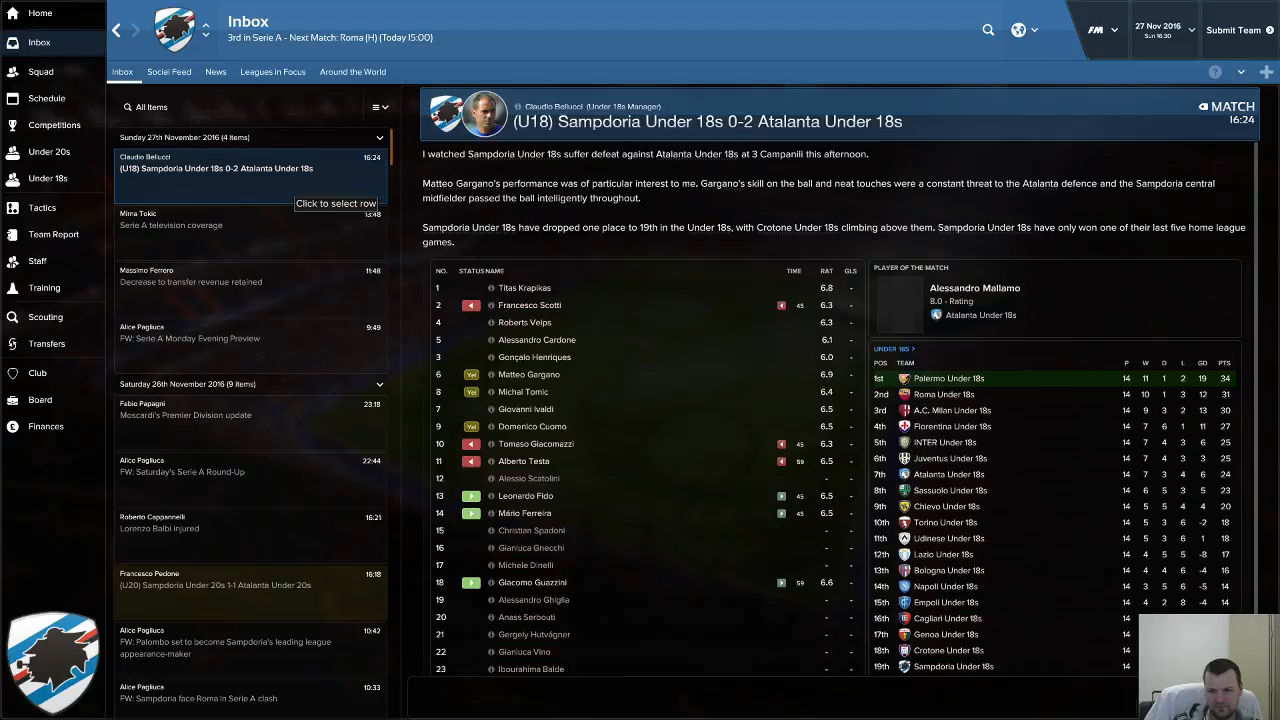 Home
Inbox
3rd in Serie A - Next Match: Roma (H) (Today 15:00)
FM
27 Nov 2016
Sun 16:30
Submit Team
Inbox
Squad
Schedule
Competitions
Under 20s
Under 18s
Tactics
Team Report
Staff
Training
Scouting
Transfers
Club
Board
Finances
Inbox Social Feed News Leagues in Focus Around the World
All Items
Sunday 27th November 2016 (4 items)
Claudio Bellucci 16:24
(U18) Sampdoria Under 18s 0-2 Atalanta Under 18s
Click to select row
Mima Tokic 13:48
Serie A television coverage
Massimo Ferrero 11:48
Decrease to transfer revenue retained
Alice Pagliuca 9:49
FW: Serie A Monday Evening Preview
Saturday 26th November 2016 (9 items)
Fabio Papagni 23:18
Moscardi's Premier Division update
Alice Pagliuca 22:44
FW: Saturday's Serie A Round-Up
Roberto Cappannelli 16:21
Lorenzo Balbi injured
Francesco Pedone 16:18
(U20) Sampdoria Under 20s 1-1 Atalanta Under 20s
Alice Pagliuca 10:42
FW: Palombo set to become Sampdoria's leading league
appearance-maker
Alice Pagliuca 10:33
FW: Sampdoria face Roma in Serie A clash
Claudio Bellucci (Under 18s Manager)
(U18) Sampdoria Under 18s 0-2 Atalanta Under 18s
MATCH
16:24
I watched Sampdoria Under 18s suffer defeat against Atalanta Under 18s at 3 Campanili this afternoon.
Matteo Gargano's performance was of particular interest to me. Gargano's skill on the ball and neat touches were a constant threat to the Atalanta defence and the Sampdoria central
midfielder passed the ball intelligently throughout.
Sampdoria Under 18s have dropped one place to 19th in the Under 18s, with Crotone Under 18s climbing above them. Sampdoria Under 18s have only won one of their last five home league
games.
NO. STATUS NAME TIME RAT GLS
1 Titas Krapikas 6.8 -
2 Francesco Scotti 45 6.3 -
4 Roberts Veips 6.3 -
5 Alessandro Cardone 6.1 -
3 Gonçalo Henriques 6.0 -
6 Yel Matteo Gargano 6.9 -
8 Yel Michal Tomic 6.4 -
7 Giovanni Ivaldi 6.5 -
9 Yel Domenico Cuomo 6.5 -
10 Tomaso Giacomazzi 45 6.3 -
11 Alberto Testa 59 6.5 -
12 Alessio Scatolini - -
13 Leonardo Fido 45 6.5 -
14 Mário Ferreira 45 6.5 -
15 Christian Spadoni - -
16 Gianluca Gnecchi - -
17 Michele Dinelli - -
18 Giacomo Guazzini 59 6.6 -
19 Alessandro Ghiglia - -
20 Anass Serbouti - -
21 Gergely Hutvágner - -
22 Gianluca Vino - -
23 Ibourahima Balde - -
PLAYER OF THE MATCH
Alessandro Mallamo
8.0 - Rating
Atalanta Under 18s
UNDER 18S >
POS TEAM P W D L GD PTS
1st Palermo Under 18s 14 11 1 2 19 34
2nd Roma Under 18s 14 10 1 3 12 31
3rd A.C. Milan Under 18s 14 9 3 2 13 30
4th Fiorentina Under 18s 14 7 6 1 11 27
5th INTER Under 18s 14 7 4 3 6 25
6th Juventus Under 18s 14 7 4 3 3 25
7th Atalanta Under 18s 14 7 3 4 6 24
8th Sassuolo Under 18s 14 6 5 3 5 23
9th Chievo Under 18s 14 5 5 4 4 20
10th Torino Under 18s 14 5 3 6 -2 18
11th Udinese Under 18s 14 5 3 6 1 18
12th Lazio Under 18s 14 4 5 5 -8 17
13th Bologna Under 18s 14 4 4 6 -4 16
14th Napoli Under 18s 14 3 5 6 -5 14
15th Empoli Under 18s 14 4 2 8 -4 14
16th Cagliari Under 18s 14
17th Genoa Under 18s 14
18th Crotone Under 18s 14
19th Sampdoria Under 18s 14